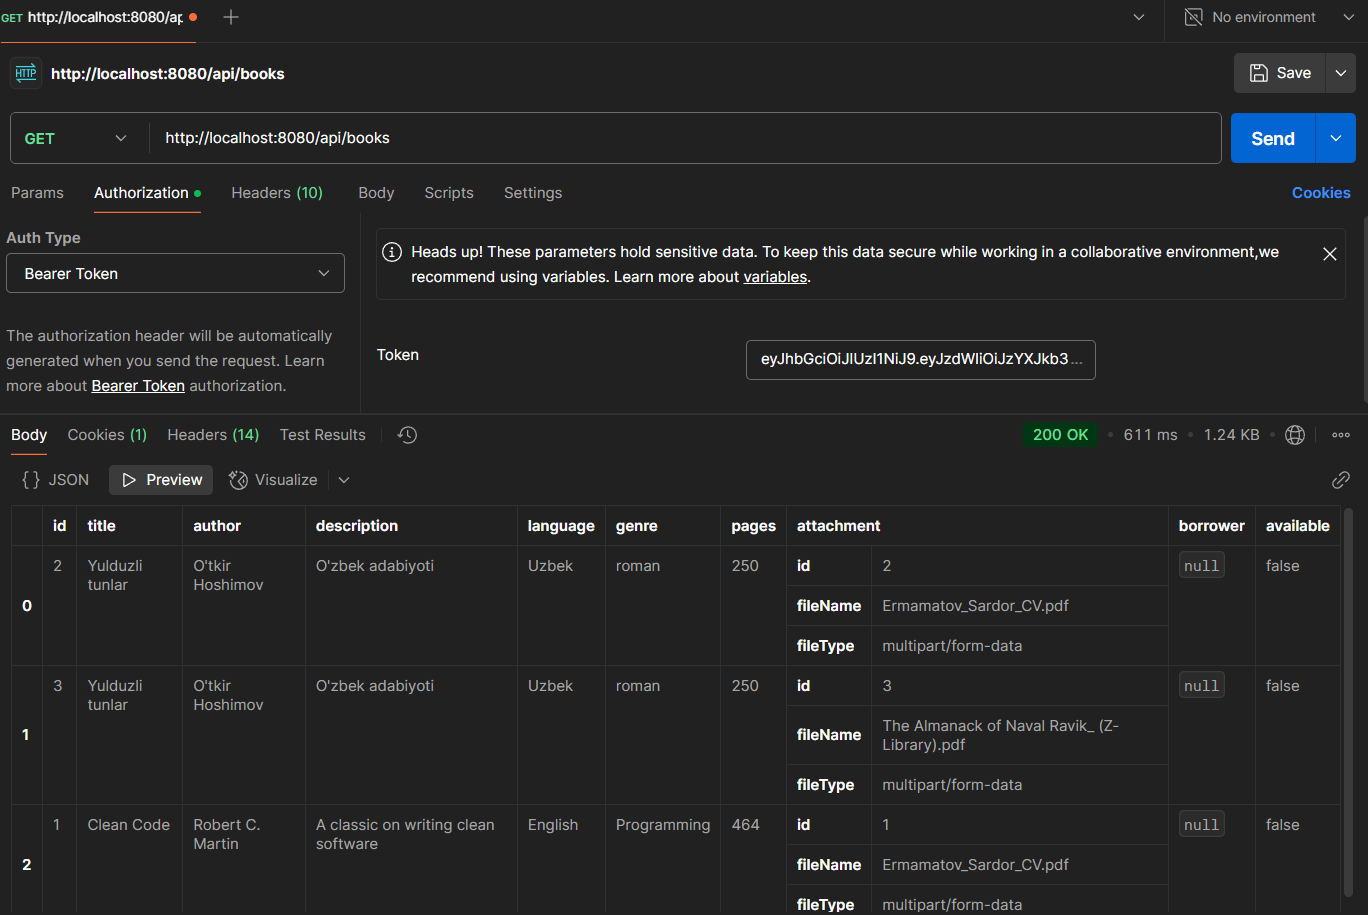 GET http://localhost:8080/ap
No environment
HTTP http://localhost:8080/api/books
Save
GET http://localhost:8080/api/books
Send
Params Authorization Headers (10) Body Scripts Settings
Cookies
Auth Type
Bearer Token
The authorization header will be automatically
generated when you send the request. Learn
more about Bearer Token authorization.
Heads up! These parameters hold sensitive data. To keep this data secure while working in a collaborative environment,we
recommend using variables. Learn more about variables.
Token
eyJhbGciOiJIUzI1NiJ9.eyJzdWIiOiJzYXJkb3...
Body Cookies (1) Headers (14) Test Results
200 OK • 611 ms • 1.24 KB •
{} JSON Preview Visualize
id title author description language genre pages attachment borrower available
0 2 Yulduzli tunlar O'tkir Hoshimov O'zbek adabiyoti Uzbek roman 250 id 2 null false
fileName Ermamatov_Sardor_CV.pdf
fileType multipart/form-data
1 3 Yulduzli tunlar O'tkir Hoshimov O'zbek adabiyoti Uzbek roman 250 id 3 null false
fileName The Almanack of Naval Ravik_ (Z-
Library).pdf
fileType multipart/form-data
2 1 Clean Code Robert C. Martin A classic on writing clean software English Programming 464 id 1 null false
fileName Ermamatov_Sardor_CV.pdf
fileType multipart/form-data